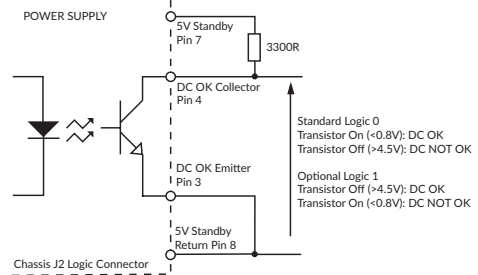 POWER SUPPLY
5V Standby
Pin 7
3300R
DC OK Collector
Pin 4
Standard Logic 0
Transistor On (<0.8V): DC OK
Transistor Off (>4.5V): DC NOT OK
Optional Logic 1
Transistor Off (>4.5V): DC OK
Transistor On (<0.8V): DC NOT OK
DC OK Emitter
Pin 3
5V Standby
Return Pin 8
Chassis J2 Logic Connector